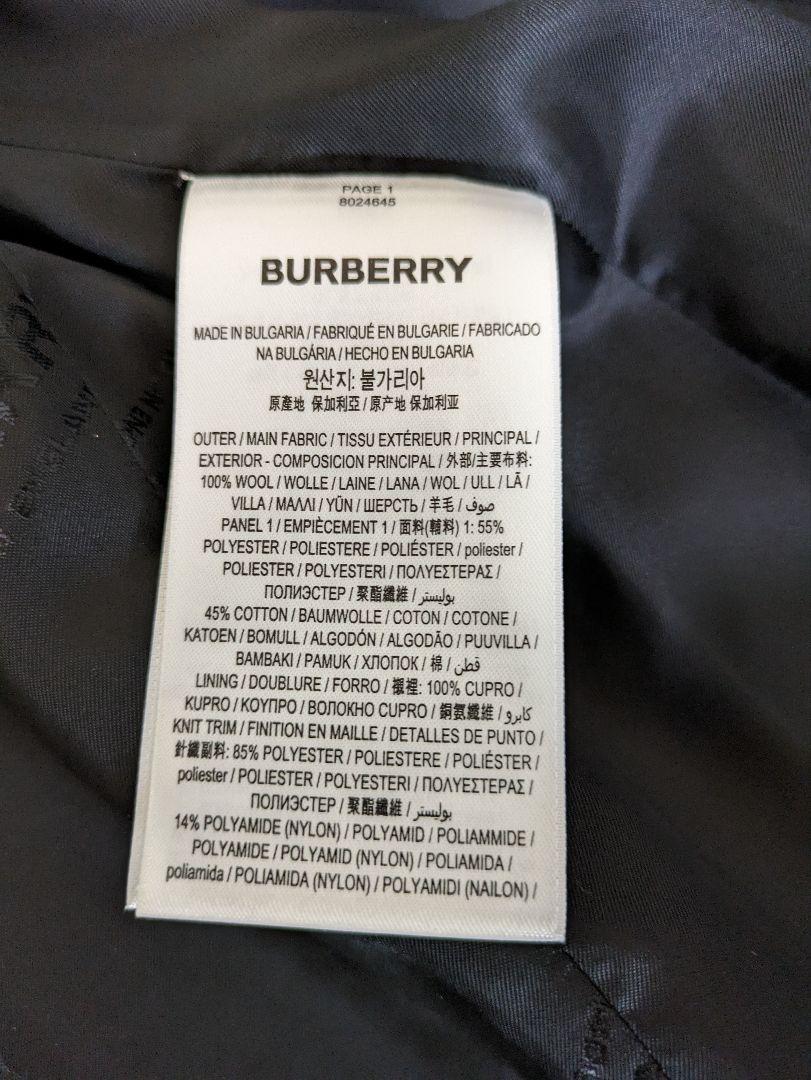 PAGE 1
8024645
BURBERRY
MADE IN BULGARIA / FABRIQUÉ EN BULGARIE / FABRICADO
NA BULGÁRIA / HECHO EN BULGARIA
원산지: 불가리아
原產地 保加利亞 / 原产地 保加利亚
OUTER / MAIN FABRIC / TISSU EXTÉRIEUR / PRINCIPAL /
EXTERIOR - COMPOSICION PRINCIPAL / 外部/主要布料:
100% WOOL / WOLLE / LAINE / LANA / WOL / ULL / LÃ /
VILLA / ΜΑΛΛΙ / YÜN / ШЕРСТЬ / 羊毛 / صوف /
PANEL 1 / EMPIÈCEMENT 1 / 面料(輔料) 1: 55%
POLYESTER / POLIESTERE / POLIÉSTER / poliester /
POLIESTER / POLYESTERI / ΠΟΛΥΕΣΤΕΡΑΣ /
ПОЛИЭСТЕР / 聚酯纖維 / بوليستر
45% COTTON / BAUMWOLLE / COTON / COTONE /
KATOEN / BOMULL / ALGODÓN / ALGODÃO / PUUVILLA /
BAMBAKI / PAMUK / ХЛОПОК / 棉 / قطن
LINING / DOUBLURE / FORRO / 襯裡: 100% CUPRO /
KUPRO / ΚΟΥΠΡΟ / ВОЛОКНО CUPRO / 銅氨纖維 / كابرو
KNIT TRIM / FINITION EN MAILLE / DETALLES DE PUNTO /
針織副料: 85% POLYESTER / POLIESTERE / POLIÉSTER /
poliester / POLIESTER / POLYESTERI / ΠΟΛΥΕΣΤΕΡΑΣ /
ПОЛИЭСТЕР / 聚酯纖維 / بوليستر
14% POLYAMIDE (NYLON) / POLYAMID / POLIAMMIDE /
POLYAMIDE / POLYAMID (NYLON) / POLIAMIDA /
poliamida / POLIAMIDA (NYLON) / POLYAMIDI (NAILON) /